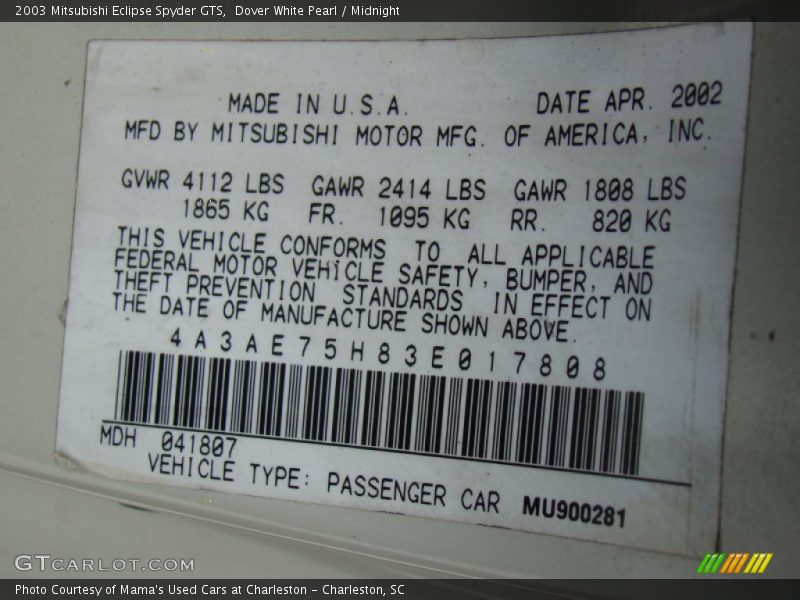 2003 Mitsubishi Eclipse Spyder GTS, Dover White Pearl / Midnight
MADE IN U.S.A. DATE APR. 2002
MFD BY MITSUBISHI MOTOR MFG. OF AMERICA, INC.
GVWR 4112 LBS GAWR 2414 LBS GAWR 1808 LBS
1865 KG FR. 1095 KG RR. 820 KG
THIS VEHICLE CONFORMS TO ALL APPLICABLE
FEDERAL MOTOR VEHICLE SAFETY, BUMPER, AND
THEFT PREVENTION STANDARDS IN EFFECT ON
THE DATE OF MANUFACTURE SHOWN ABOVE.
4A3AE75H83E017808
MDH 041807
VEHICLE TYPE: PASSENGER CAR MU900281
GTCARLOT.COM
Photo Courtesy of Mama's Used Cars at Charleston - Charleston, SC